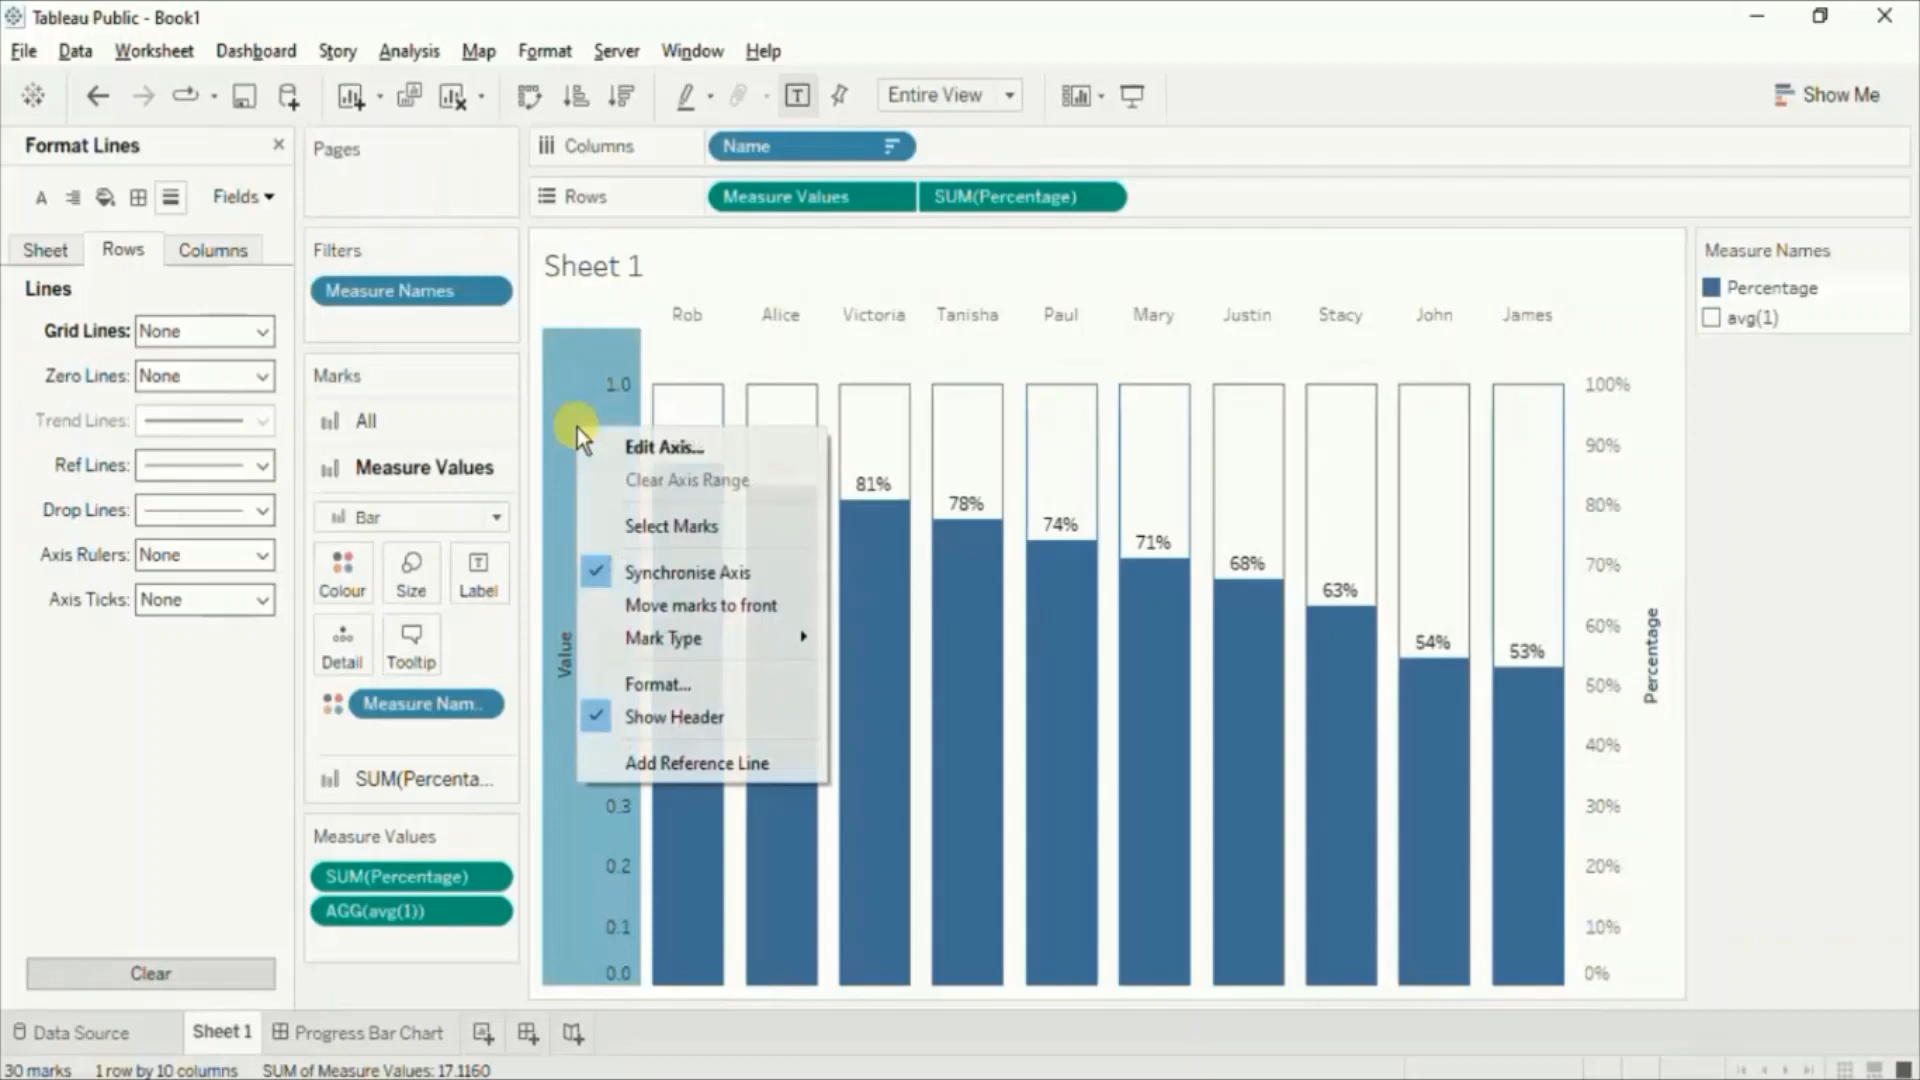 Tableau Public - Book1
File Data Worksheet Dashboard Story Analysis Map Format Server Window Help
Entire View
Show Me
Format Lines
Fields
Sheet Rows Columns
Lines
Grid Lines: None
Zero Lines: None
Trend Lines:
Ref Lines:
Drop Lines:
Axis Rulers: None
Axis Ticks: None
Clear
Pages
Filters
Measure Names
Marks
All
Measure Values
Bar
Colour Size Label
Detail Tooltip
Measure Nam..
SUM(Percenta...
Measure Values
SUM(Percentage)
AGG(avg(1))
Columns Name
Rows Measure Values SUM(Percentage)
Sheet 1
Rob Alice Victoria Tanisha Paul Mary Justin Stacy John James
1.0
0.3
0.2
0.1
0.0
Value
Edit Axis...
Clear Axis Range
Select Marks
Synchronise Axis
Move marks to front
Mark Type
Format...
Show Header
Add Reference Line
81% 78% 74% 71% 68% 63% 54% 53%
100%
90%
80%
70%
60%
50%
40%
30%
20%
10%
0%
Percentage
Measure Names
Percentage
avg(1)
Data Source Sheet 1 Progress Bar Chart
30 marks 1 row by 10 columns SUM of Measure Values: 17.1160